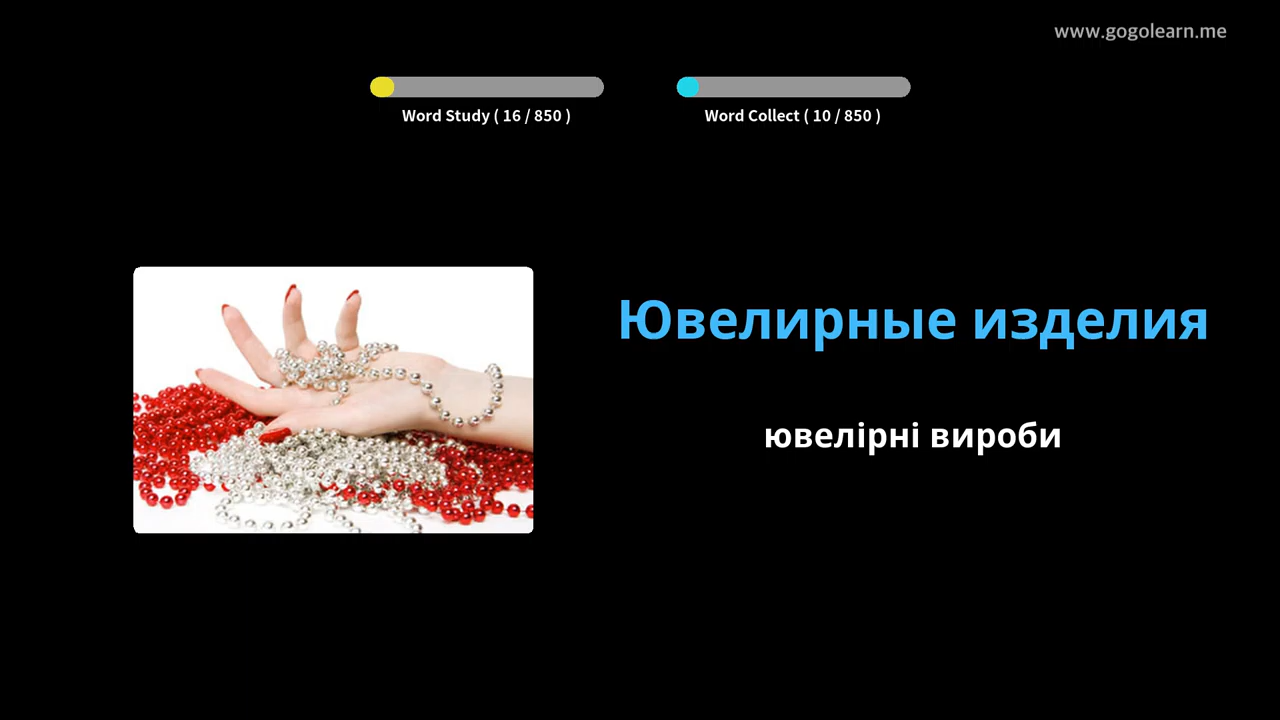 www.gogolearn.me
Word Study ( 16 / 850 )
Word Collect ( 10 / 850 )
Ювелирные изделия
ювелірні вироби